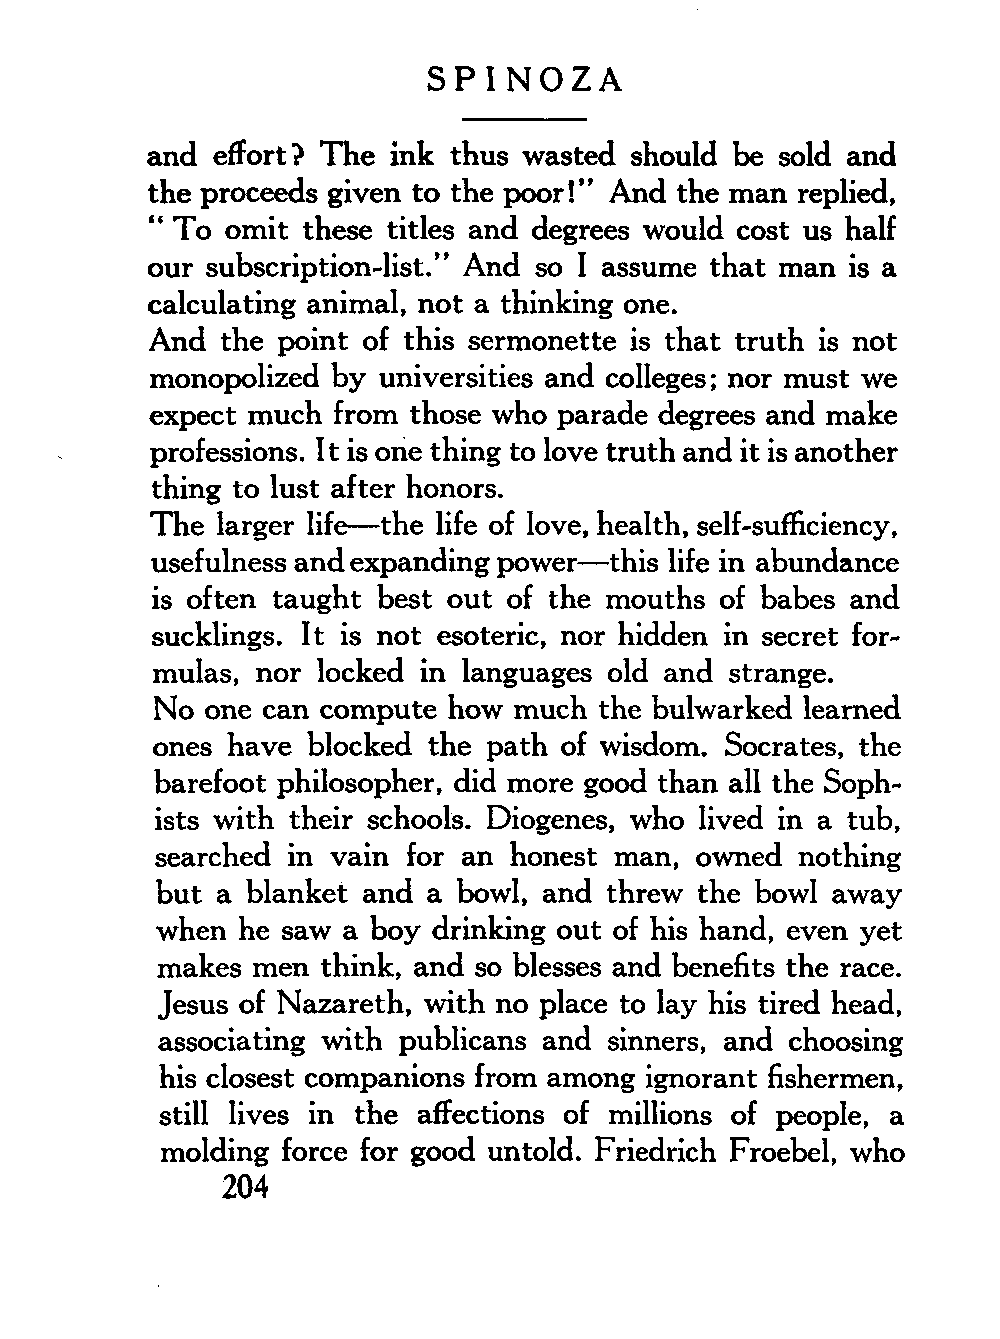 SPINOZA
and effort? The ink thus wasted should be sold and
the proceeds given to the poor!" And the man replied,
" To omit these titles and degrees would cost us half
our subscription-list." And so I assume that man is a
calculating animal, not a thinking one.
And the point of this sermonette is that truth is not
monopolized by universities and colleges; nor must we
expect much from those who parade degrees and make
professions. It is one thing to love truth and it is another
thing to lust after honors.
The larger life—the life of love, health, self-sufficiency,
usefulness and expanding power—this life in abundance
is often taught best out of the mouths of babes and
sucklings. It is not esoteric, nor hidden in secret for-
mulas, nor locked in languages old and strange.
No one can compute how much the bulwarked learned
ones have blocked the path of wisdom. Socrates, the
barefoot philosopher, did more good than all the Soph-
ists with their schools. Diogenes, who lived in a tub,
searched in vain for an honest man, owned nothing
but a blanket and a bowl, and threw the bowl away
when he saw a boy drinking out of his hand, even yet
makes men think, and so blesses and benefits the race.
Jesus of Nazareth, with no place to lay his tired head,
associating with publicans and sinners, and choosing
his closest companions from among ignorant fishermen,
still lives in the affections of millions of people, a
molding force for good untold. Friedrich Froebel, who
204